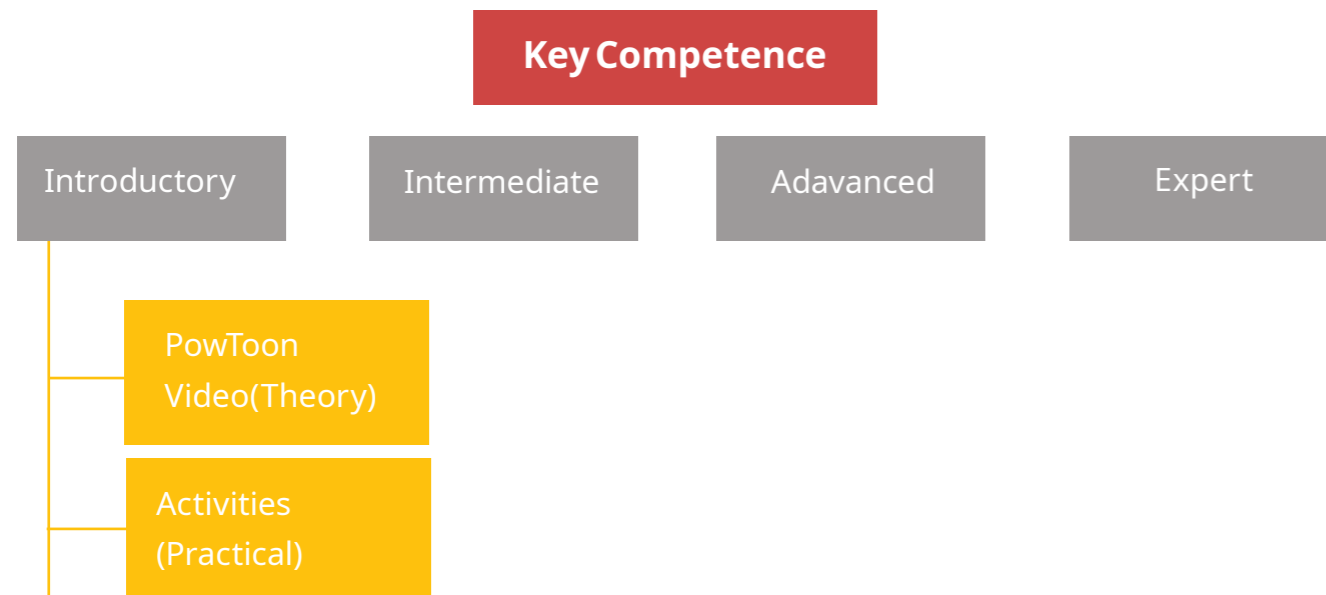 Key Competence
Introductory
Intermediate
Adavanced
Expert
PowToon
Video(Theory)
Activities
(Practical)